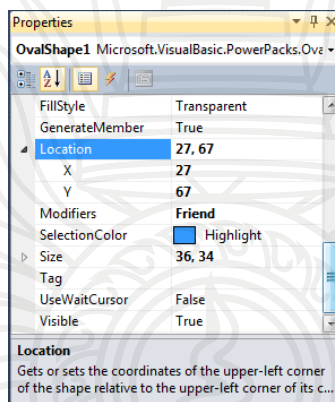 Properties
OvalShape1 Microsoft.VisualBasic.PowerPacks.Ova
FillStyle Transparent
GenerateMember True
Location 27, 67
X 27
Y 67
Modifiers Friend
SelectionColor Highlight
Size 36, 34
Tag
UseWaitCursor False
Visible True
Location
Gets or sets the coordinates of the upper-left corner
of the shape relative to the upper-left corner of its c...